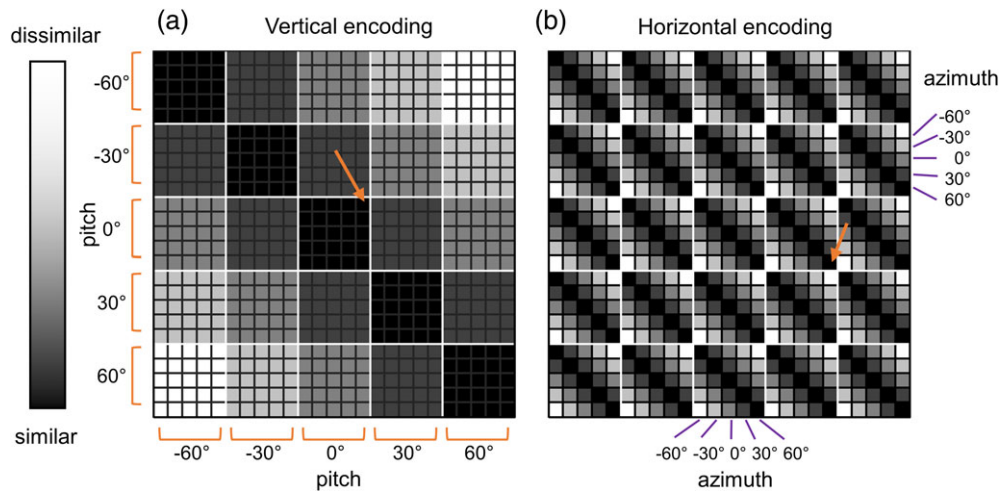 (a) Vertical encoding
(b) Horizontal encoding
dissimilar
similar
pitch
-60°
-30°
0°
30°
60°
-60° -30° 0° 30° 60°
pitch
azimuth
-60°
-30°
0°
30°
60°
-60° -30° 0° 30° 60°
azimuth